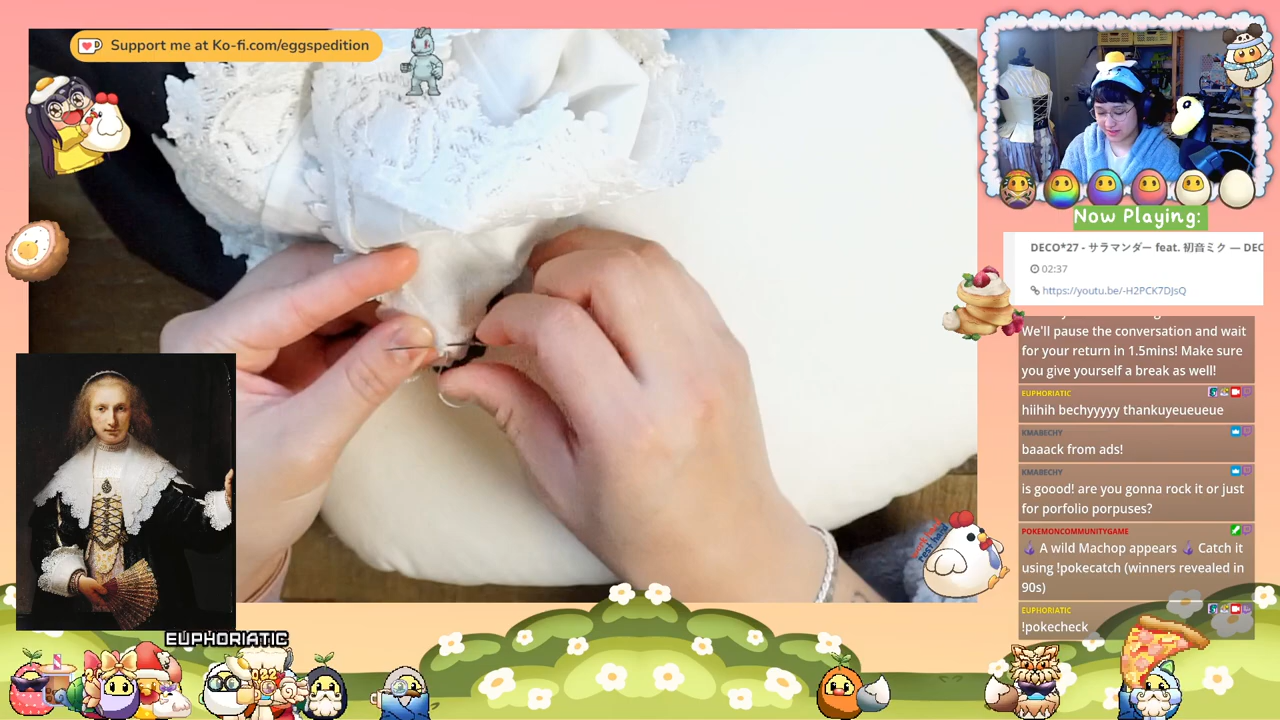 Support me at Ko-fi.com/eggspedition
Now Playing:
DECO*27 - サラマンダー feat. 初音ミク — DEC
02:37
https://youtu.be/-H2PCK7DJsQ
We'll pause the conversation and wait
for your return in 1.5mins! Make sure
you give yourself a break as well!
EUPHORIATIC
hiihih bechyyyyy thankuyeueueue
KMABECHY
baaack from ads!
KMABECHY
is goood! are you gonna rock it or just
for porfolio porpuses?
POKEMONCOMMUNITYGAME
A wild Machop appears Catch it
using !pokecatch (winners revealed in
90s)
EUPHORIATIC
!pokecheck
EUPHORIATIC